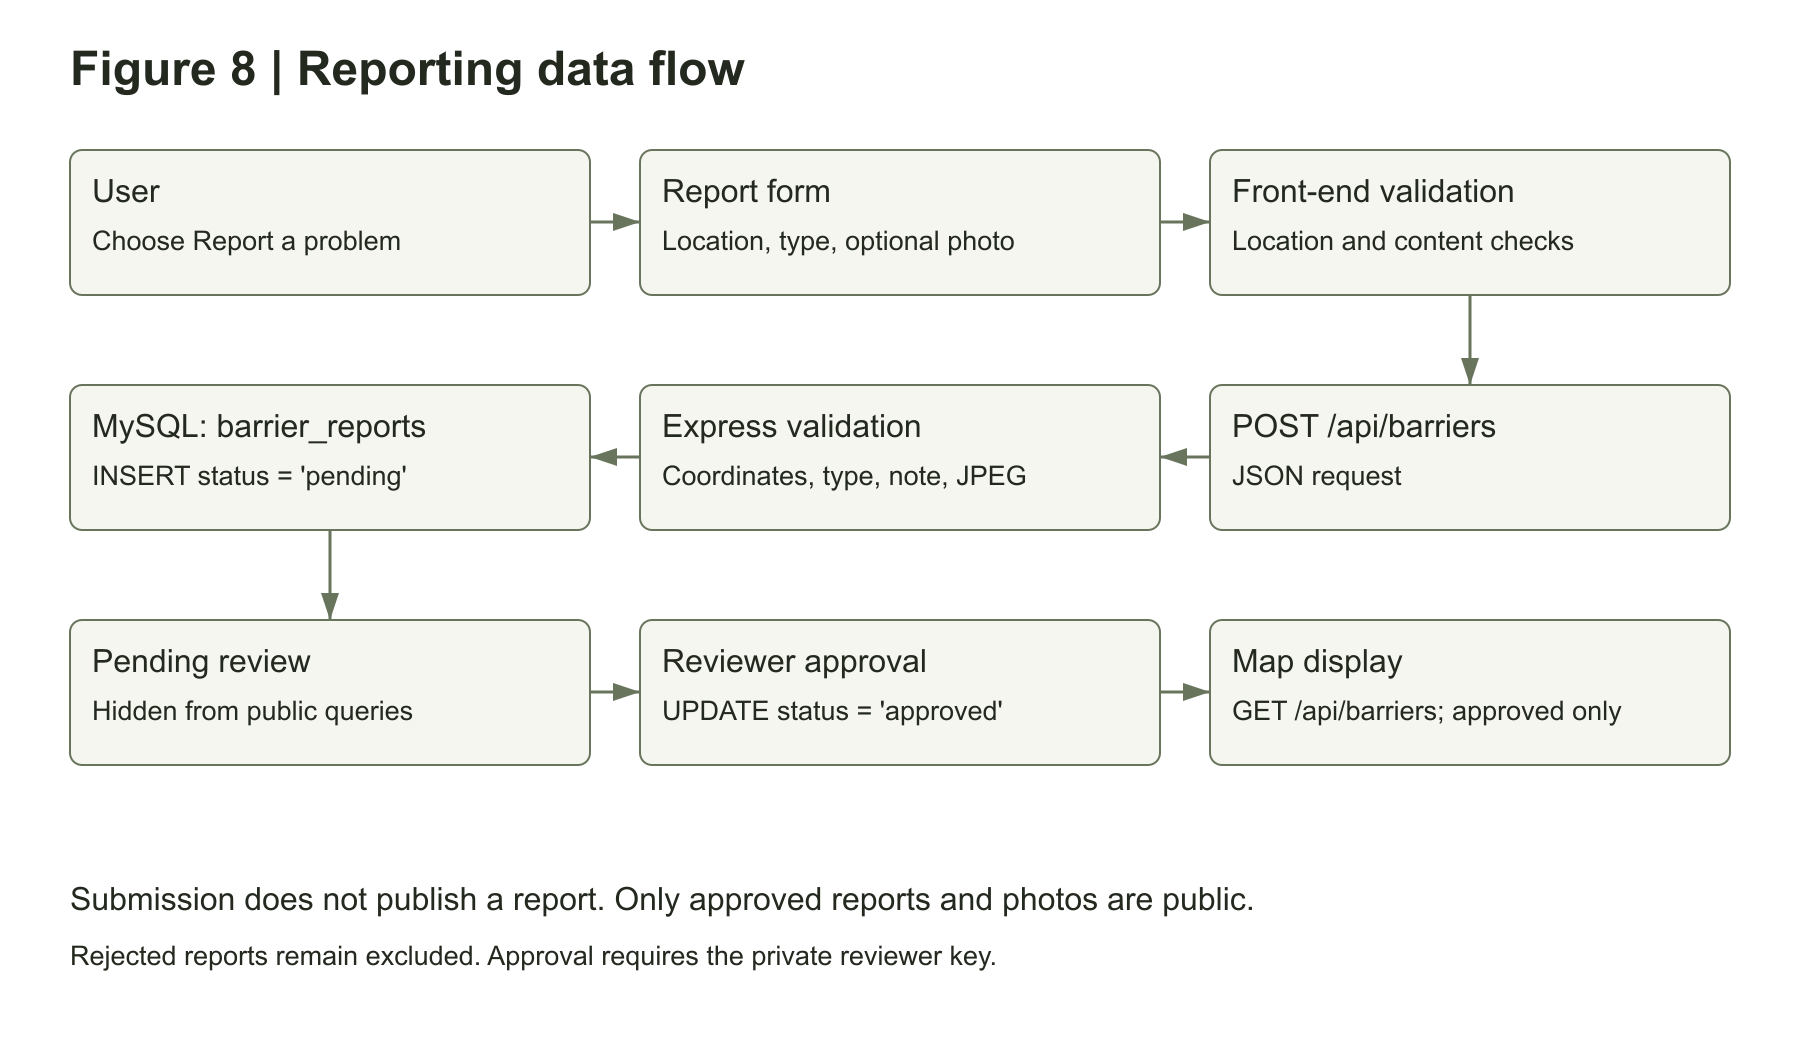 Figure 8 | Reporting data flow
User
Choose Report a problem
Report form
Location, type, optional photo
Front-end validation
Location and content checks
POST /api/barriers
JSON request
Express validation
Coordinates, type, note, JPEG
MySQL: barrier_reports
INSERT status = 'pending'
Pending review
Hidden from public queries
Reviewer approval
UPDATE status = 'approved'
Map display
GET /api/barriers; approved only
Submission does not publish a report. Only approved reports and photos are public.
Rejected reports remain excluded. Approval requires the private reviewer key.